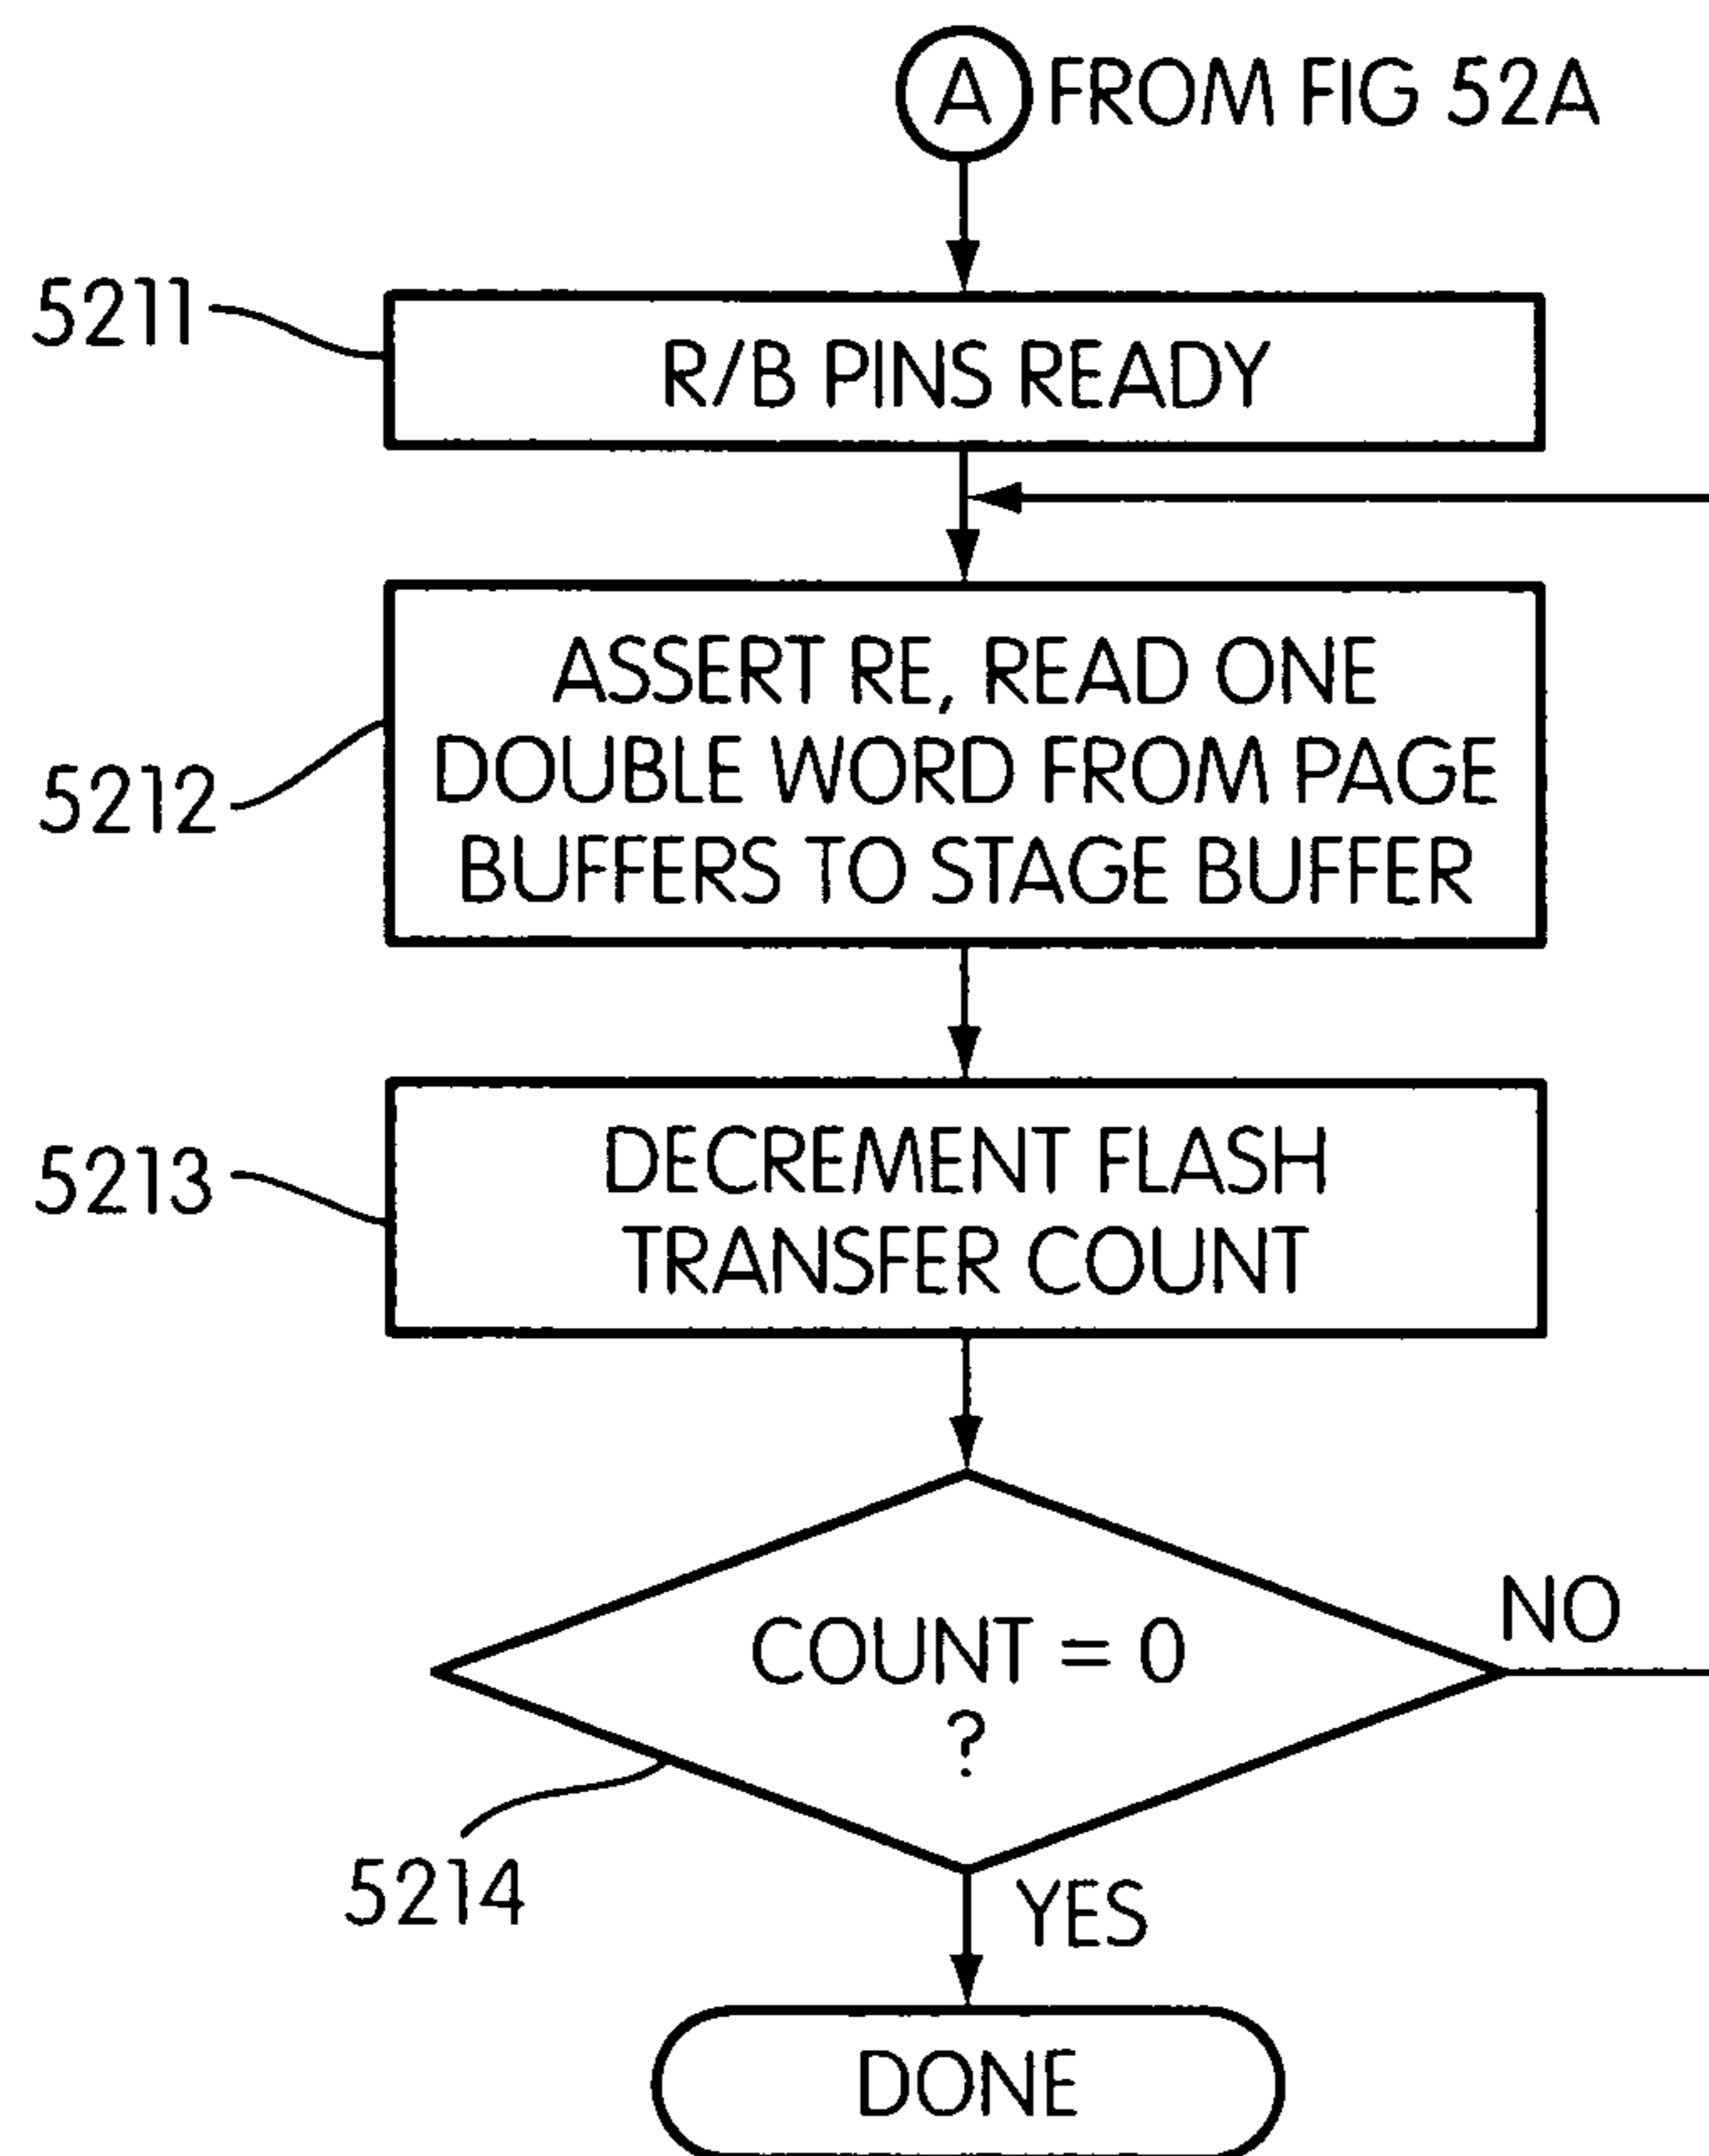 A FROM FIG 52A
5211
R/B PINS READY
ASSERT RE, READ ONE
DOUBLE WORD FROM PAGE
BUFFERS TO STAGE BUFFER
5212
5213
DECREMENT FLASH
TRANSFER COUNT
NO
COUNT = 0
?
5214
YES
DONE